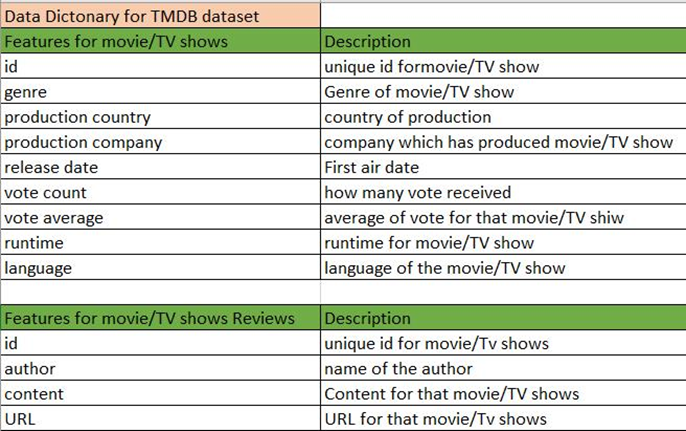 Data Dictonary for TMDB dataset
Features for movie/TV shows Description
id unique id formovie/TV show
genre Genre of movie/TV show
production country country of production
production company company which has produced movie/TV show
release date First air date
vote count how many vote received
vote average average of vote for that movie/TV shiw
runtime runtime for movie/TV show
language language of the movie/TV show
Features for movie/TV shows Reviews Description
id unique id for movie/Tv shows
author name of the author
content Content for that movie/TV shows
URL URL for that movie/Tv shows